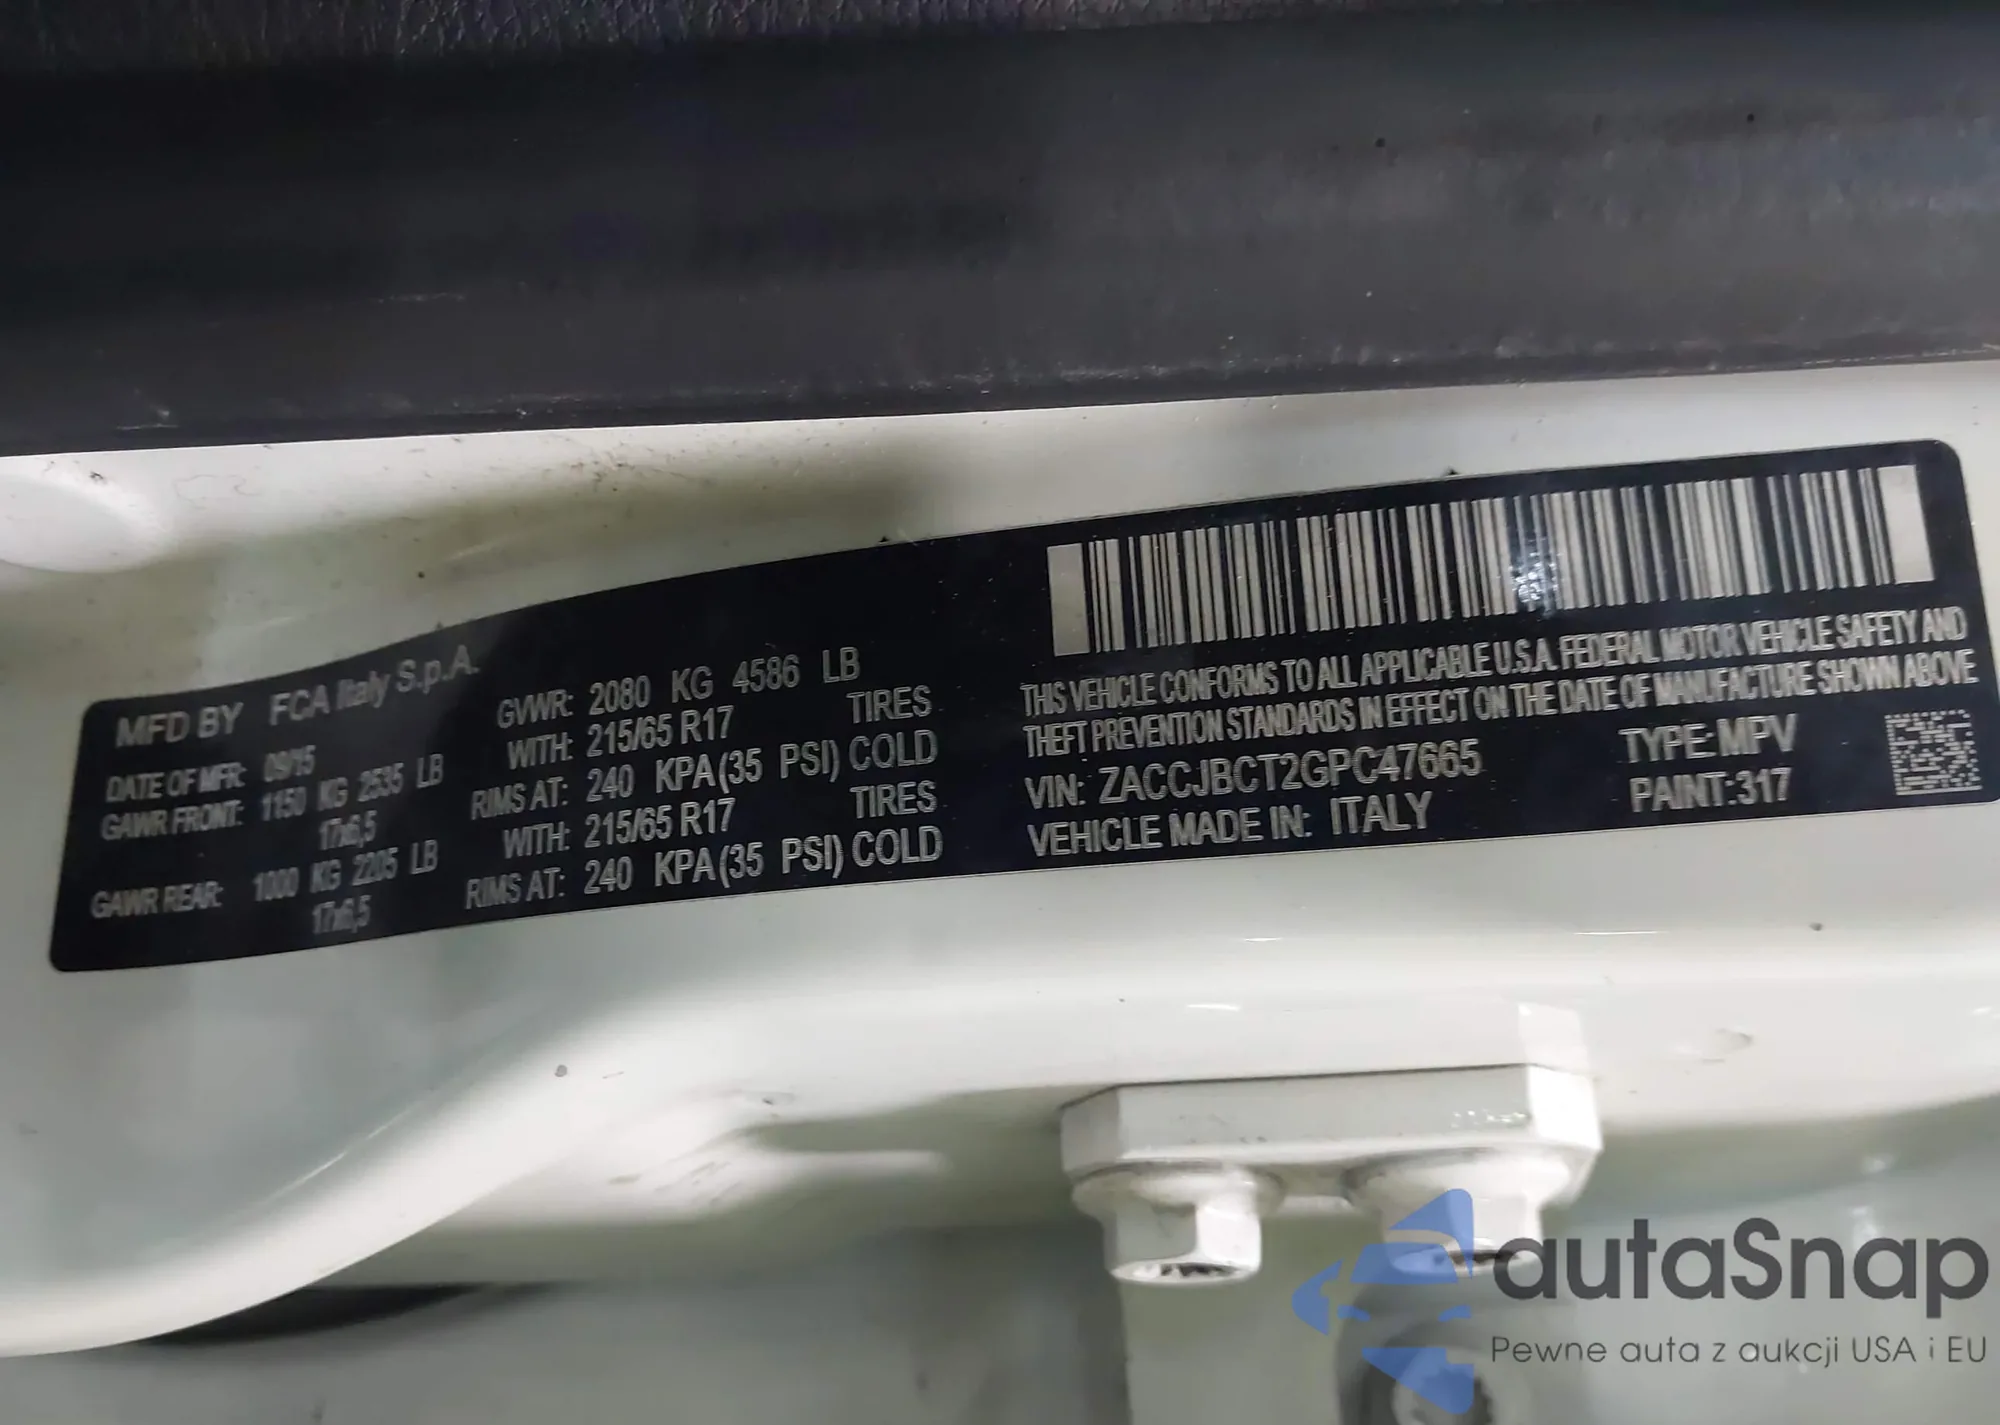 MFD BY FCA Italy S.p.A.
DATE OF MFR: 09/15 GVWR: 2080 KG 4586 LB
GAWR FRONT: 1150 KG 2535 LB WITH: 215/65 R17 TIRES
17x6,5 RIMS AT: 240 KPA (35 PSI) COLD
GAWR REAR: 1000 KG 2205 LB WITH: 215/65 R17 TIRES
17x6,5 RIMS AT: 240 KPA (35 PSI) COLD
THIS VEHICLE CONFORMS TO ALL APPLICABLE U.S.A. FEDERAL MOTOR VEHICLE SAFETY AND
THEFT PREVENTION STANDARDS IN EFFECT ON THE DATE OF MANUFACTURE SHOWN ABOVE
VIN: ZACCJBCT2GPC47665 TYPE: MPV
VEHICLE MADE IN: ITALY PAINT: 317
autaSnap
Pewne auta z aukcji USA i EU